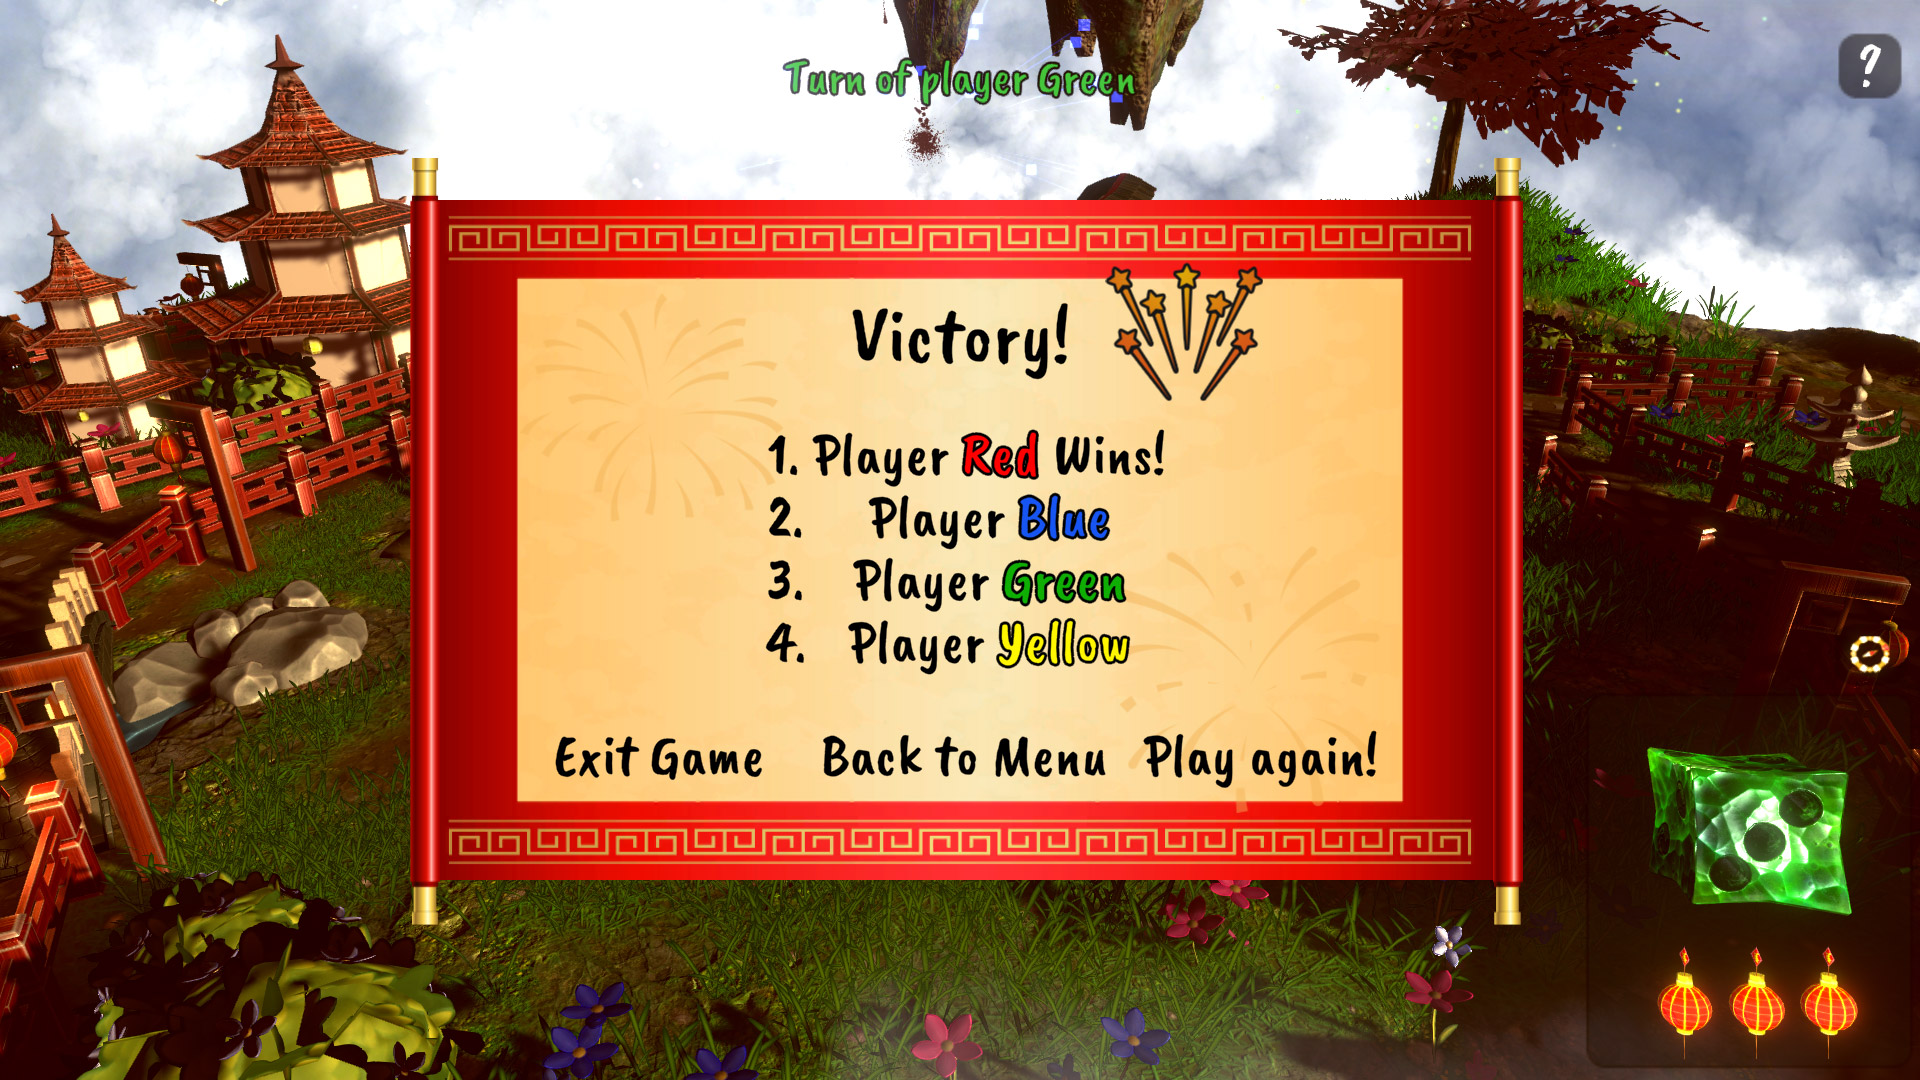 Turn of player Green
?
Victory!
1. Player Red Wins!
2. Player Blue
3. Player Green
4. Player Yellow
Exit Game
Back to Menu
Play again!